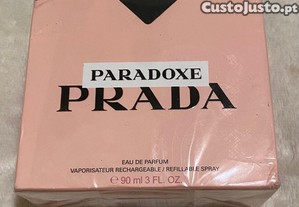 CustoJusto.pt
PARADOXE
PRADA
EAU DE PARFUM
VAPORISATEUR RECHARGEABLE / REFILLABLE SPRAY
℮ 90 ml 3 FL. OZ